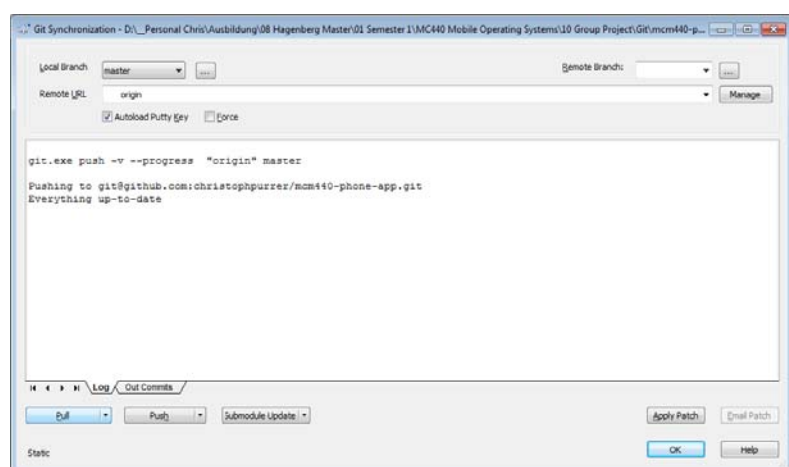 Git Synchronization - D:\__Personal Chris\Ausbildung\08 Hagenberg Master\01 Semester 1\MC440 Mobile Operating Systems\10 Group Project\Git\mcm440-p...
Local Branch master ... Remote Branch: ...
Remote URL origin Manage
Autoload Putty Key Force
git.exe push -v --progress "origin" master
Pushing to git@github.com:christophpurrer/mcm440-phone-app.git
Everything up-to-date
Log Out Commits
Pull Push Submodule Update Apply Patch Email Patch
Static OK Help